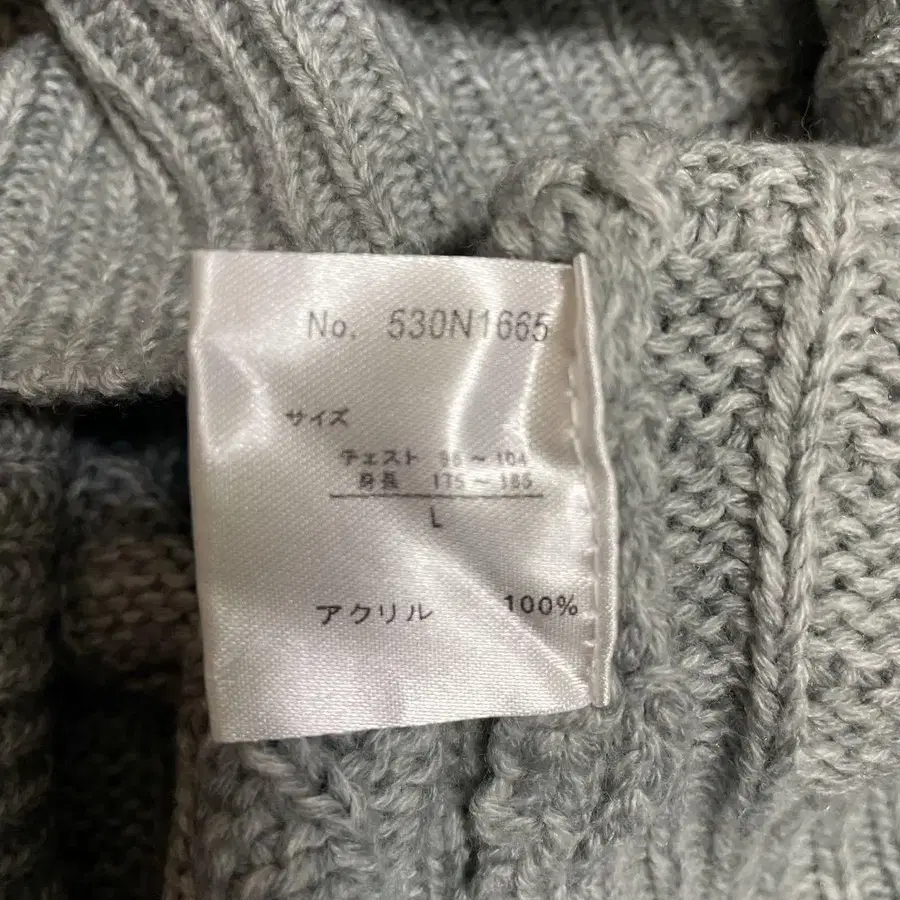 No. 530N1665
サイズ
チェスト 96～104
身長 175～185
L
アクリル 100%